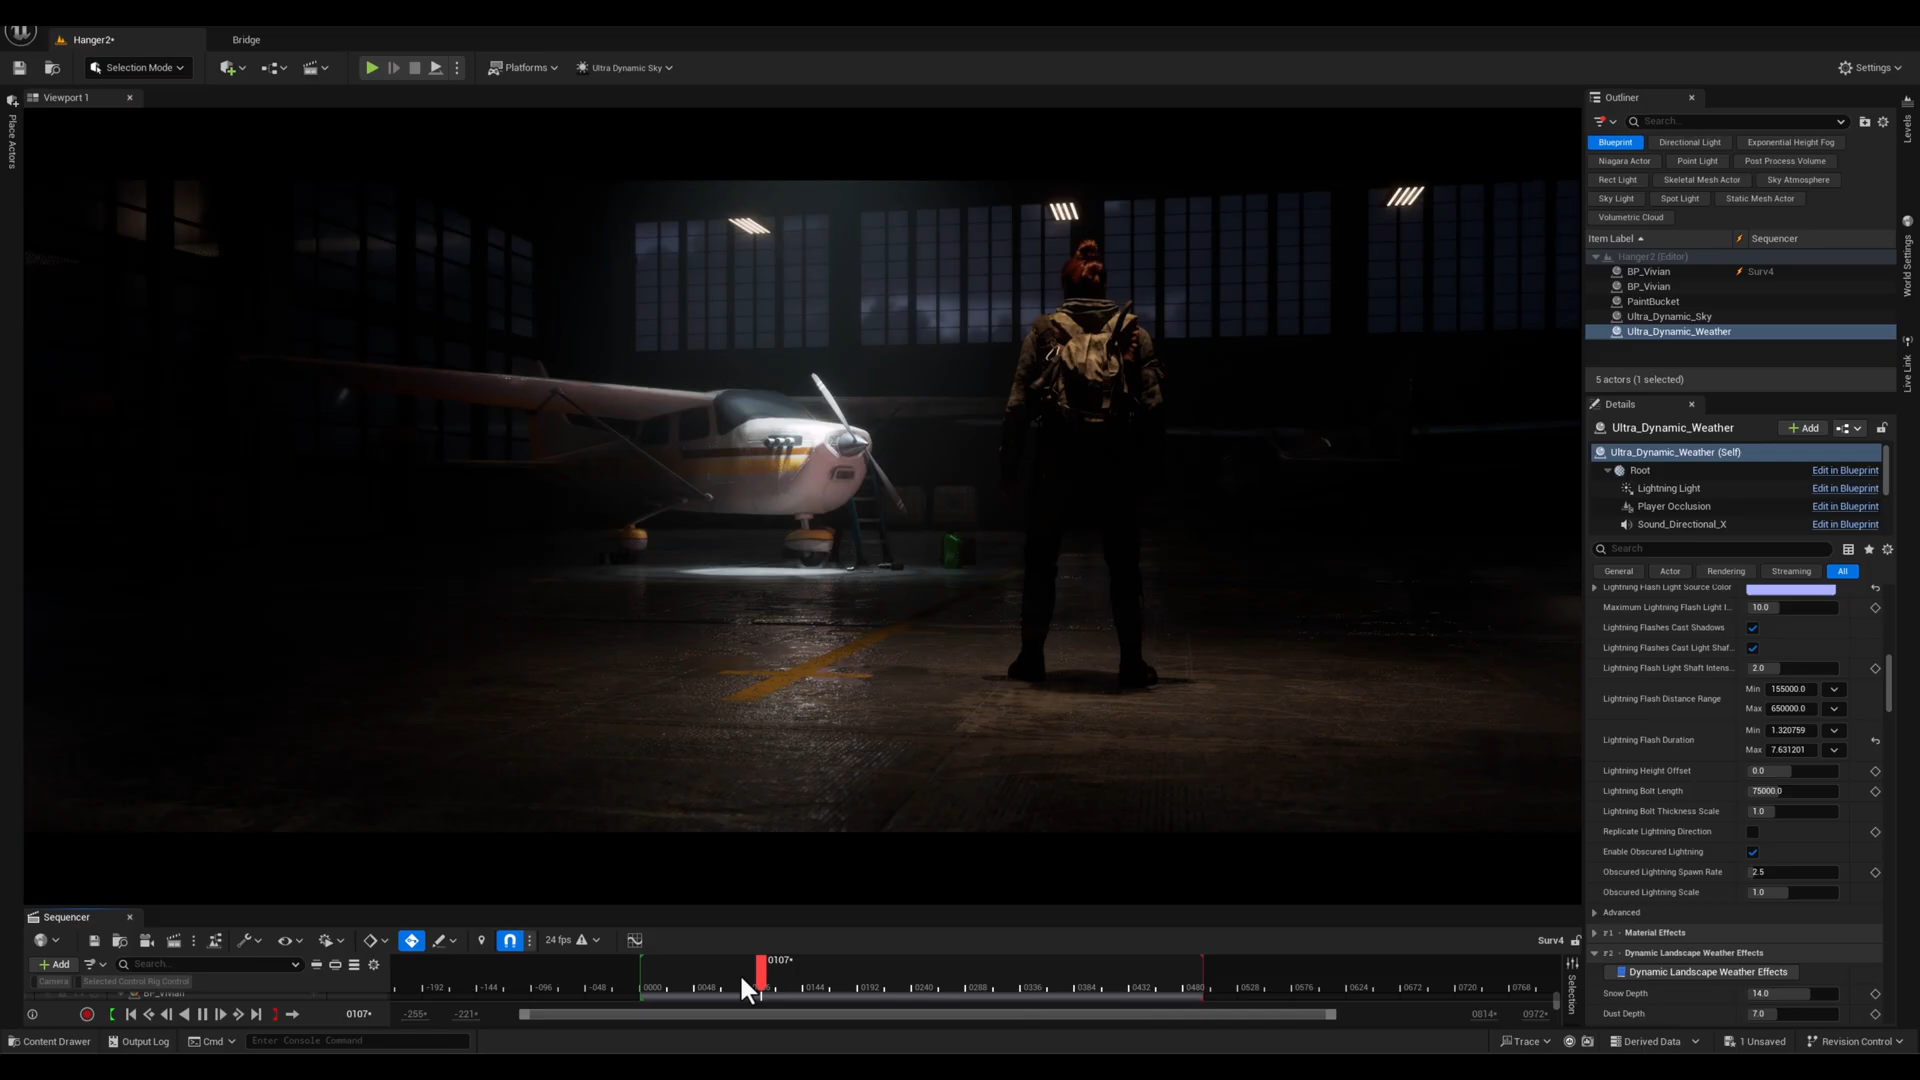 Hanger2*
Bridge
Selection Mode
Platforms
Ultra Dynamic Sky
Settings
Viewport 1
Place Actors
Outliner
Search...
Blueprint
Directional Light
Exponential Height Fog
Niagara Actor
Point Light
Post Process Volume
Rect Light
Skeletal Mesh Actor
Sky Atmosphere
Sky Light
Spot Light
Static Mesh Actor
Volumetric Cloud
Item Label
Sequencer
Hanger2 (Editor)
BP_Vivian
Surv4
BP_Vivian
PaintBucket
Ultra_Dynamic_Sky
Ultra_Dynamic_Weather
5 actors (1 selected)
Levels
World Settings
Live Link
Details
Ultra_Dynamic_Weather
+ Add
Ultra_Dynamic_Weather (Self)
Root
Edit in Blueprint
Lightning Light
Edit in Blueprint
Player Occlusion
Edit in Blueprint
Sound_Directional_X
Edit in Blueprint
Search
General
Actor
Rendering
Streaming
All
Lightning Flash Light Source Color
Maximum Lightning Flash Light I...
10.0
Lightning Flashes Cast Shadows
Lightning Flashes Cast Light Shaf...
Lightning Flash Light Shaft Intens...
2.0
Lightning Flash Distance Range
Min 155000.0
Max 650000.0
Lightning Flash Duration
Min 1.320759
Max 7.631201
Lightning Height Offset
0.0
Lightning Bolt Length
75000.0
Lightning Bolt Thickness Scale
1.0
Replicate Lightning Direction
Enable Obscured Lightning
Obscured Lightning Spawn Rate
2.5
Obscured Lightning Scale
1.0
Advanced
F1 · Material Effects
F2 · Dynamic Landscape Weather Effects
Dynamic Landscape Weather Effects
Snow Depth
14.0
Dust Depth
7.0
Sequencer
24 fps
Surv4
+ Add
Search...
Camera
Selected Control Rig Control
BP_Vivian
0107*
-192
-144
-096
-048
0000
0048
0144
0192
0240
0288
0336
0384
0432
0480
0528
0576
0624
0672
0720
0768
Selection
0107*
-255*
-221*
0814*
0972*
Content Drawer
Output Log
Cmd
Enter Console Command
Trace
Derived Data
1 Unsaved
Revision Control